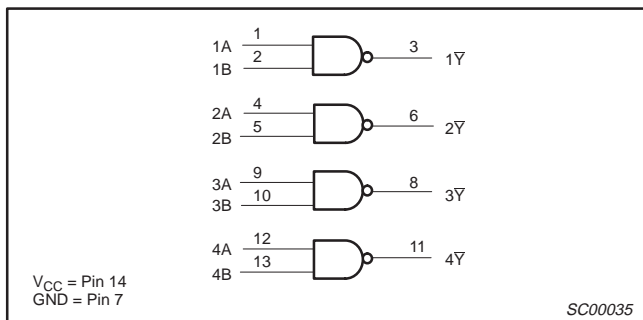 1A 1 3 1Y̅
1B 2
2A 4 6 2Y̅
2B 5
3A 9 8 3Y̅
3B 10
4A 12 11 4Y̅
4B 13
VCC = Pin 14
GND = Pin 7
SC00035